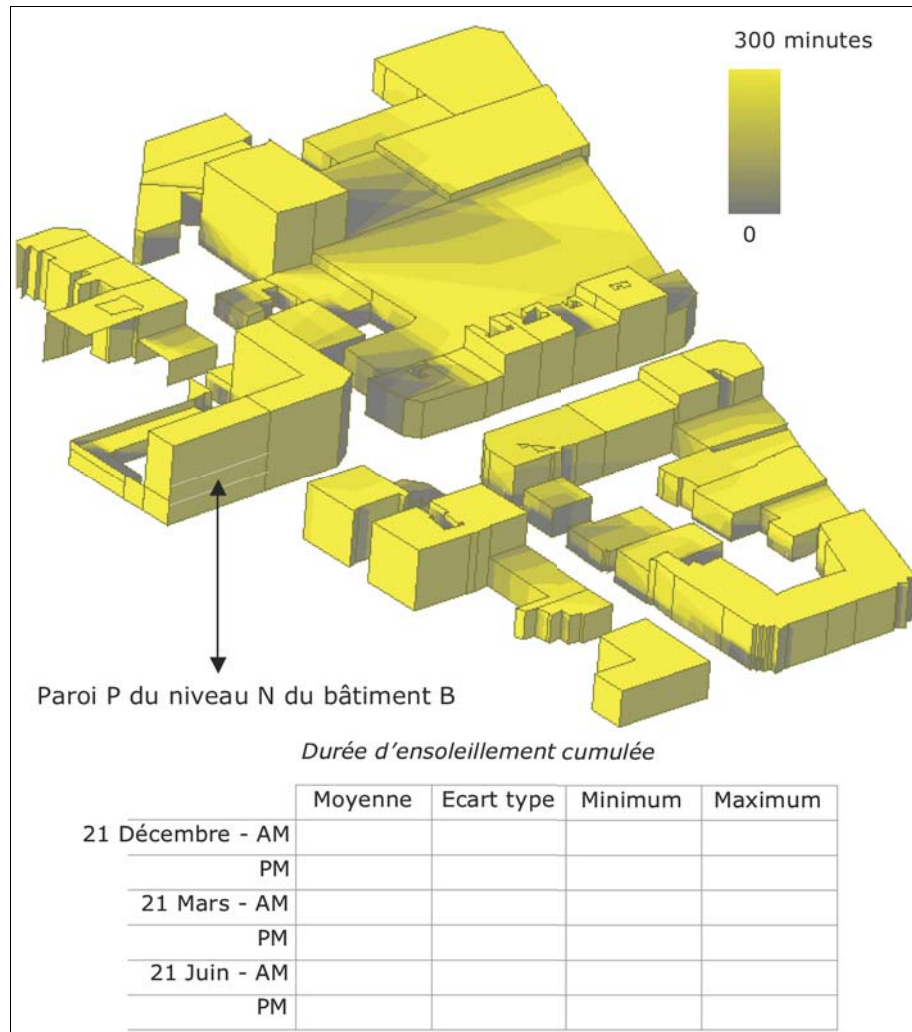 300 minutes
0
Paroi P du niveau N du bâtiment B
Durée d'ensoleillement cumulée
Moyenne Ecart type Minimum Maximum
21 Décembre - AM
PM
21 Mars - AM
PM
21 Juin - AM
PM